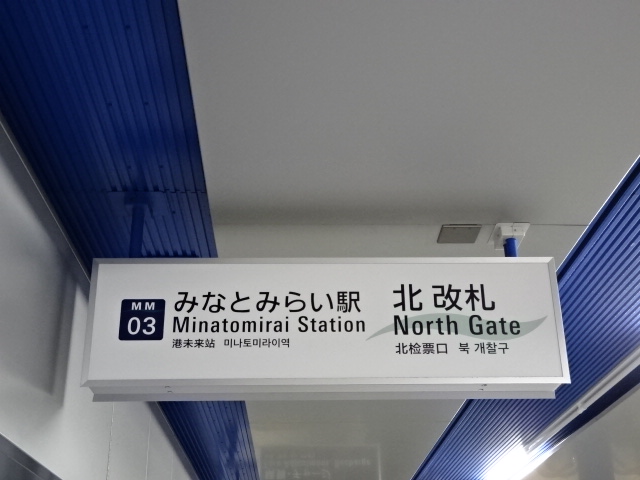 MM
03
みなとみらい駅
Minatomirai Station
港未来站 미나토미라이역
北 改札
North Gate
北检票口 북 개찰구